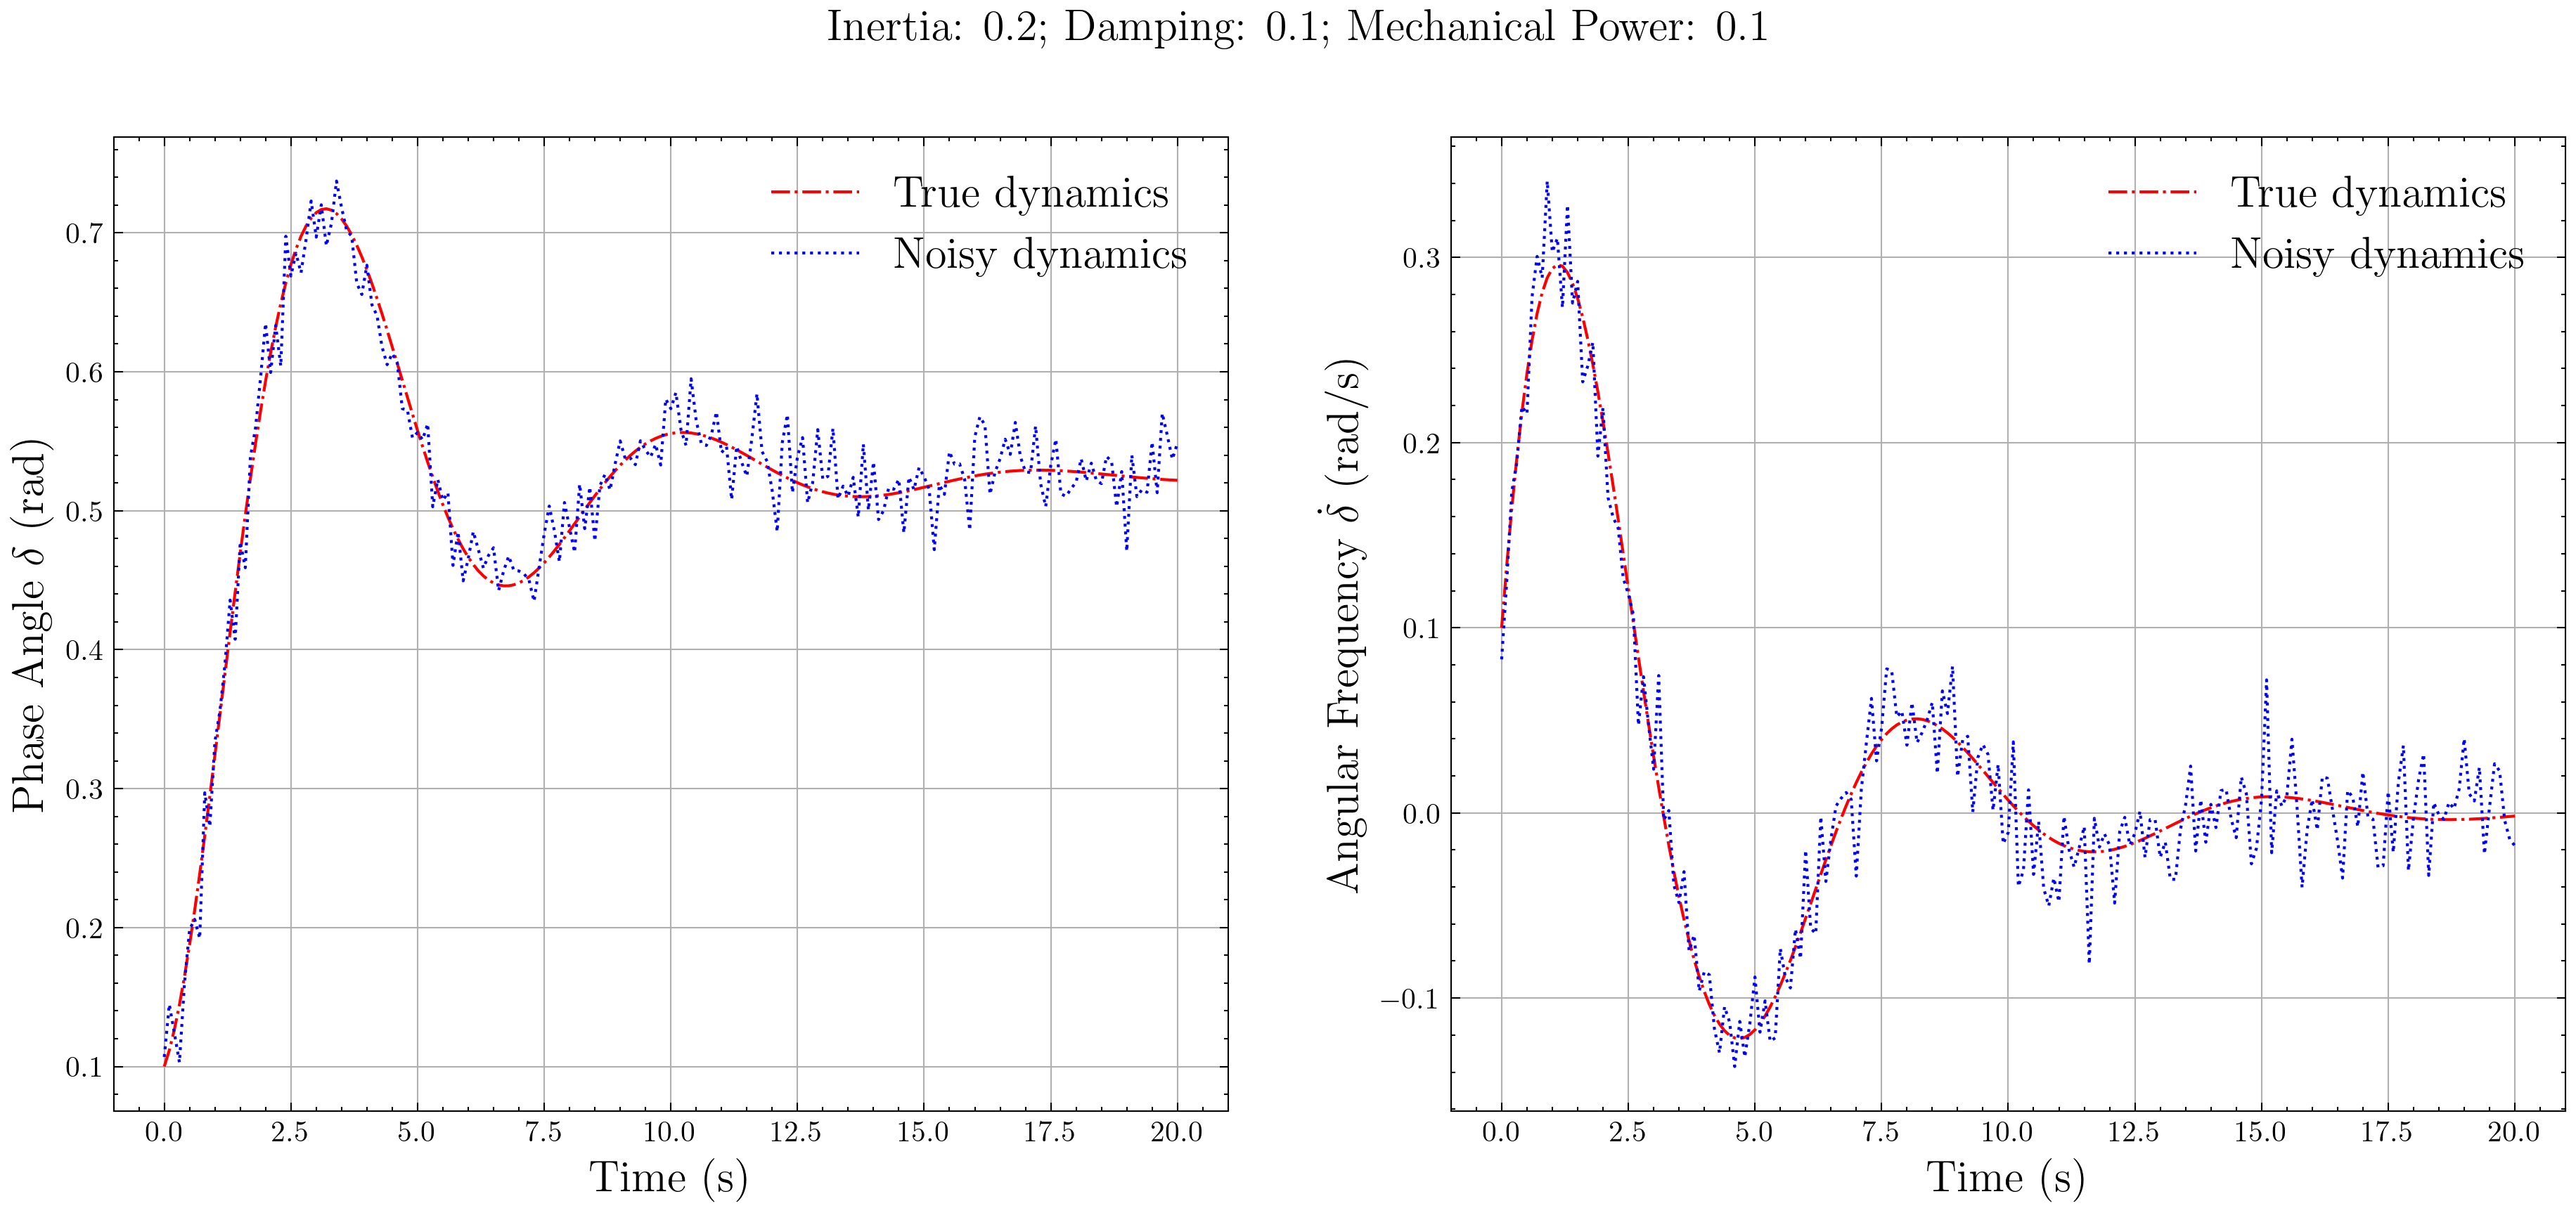 Inertia: 0.2; Damping: 0.1; Mechanical Power: 0.1
Phase Angle δ (rad)
0.7
0.6
0.5
0.4
0.3
0.2
0.1
True dynamics
Noisy dynamics
0.0 2.5 5.0 7.5 10.0 12.5 15.0 17.5 20.0
Time (s)
Angular Frequency δ̇ (rad/s)
0.3
0.2
0.1
0.0
−0.1
True dynamics
Noisy dynamics
0.0 2.5 5.0 7.5 10.0 12.5 15.0 17.5 20.0
Time (s)